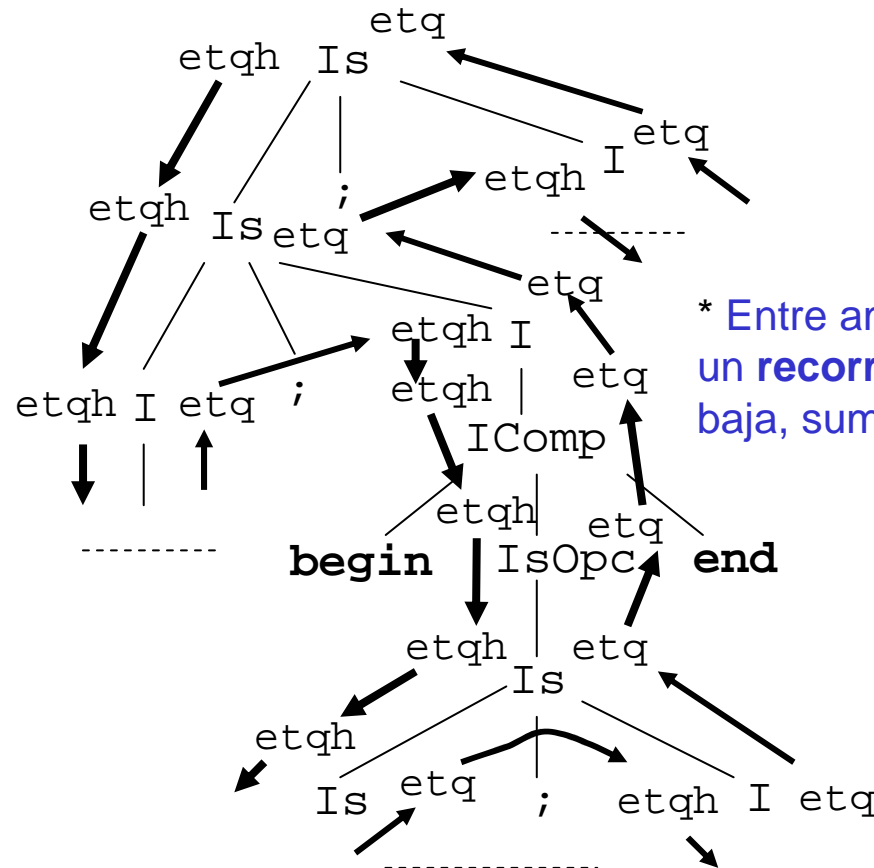 etq
etqh Is
etq
etqh I
;
etqh Is etq
etq
* Entre
un recorr
baja, sum
etqh I
etqh I etq ;
etqh
etq
IComp
etqh
etq
begin IsOpc end
etqh
etq
Is
etqh
Is etq ; etqh I etq